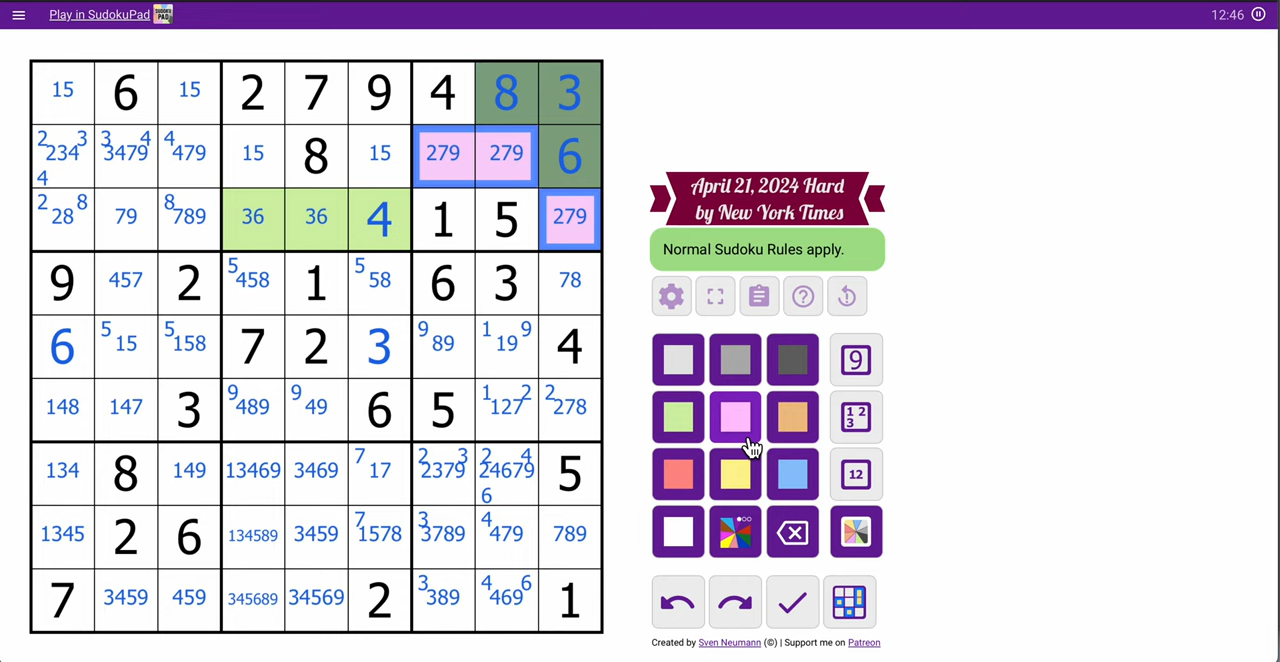 Play in SudokuPad SUDOKU PAD 12:46
15 6 15 2 7 9 4 8 3
2 3 234 4 3 4 3479 4 479 15 8 15 279 279 6
2 8 28 79 8 789 36 36 4 1 5 279
9 457 2 5 458 1 5 58 6 3 78
6 5 15 5 158 7 2 3 9 89 1 9 19 4
148 147 3 9 489 9 49 6 5 1 2 127 2 278
134 8 149 13469 3469 7 17 2 3 2379 2 4 24679 6 5
1345 2 6 134589 3459 7 1578 3 3789 4 479 789
7 3459 459 345689 34569 2 3 389 4 6 469 1
April 21, 2024 Hard
by New York Times
Normal Sudoku Rules apply.
?
9
1 2
3
12
Created by Sven Neumann (©) | Support me on Patreon